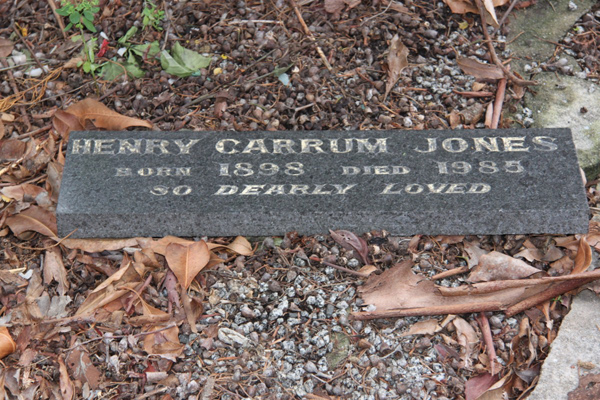 HENRY CARRUM JONES
BORN 1898 DIED 1985
SO DEARLY LOVED